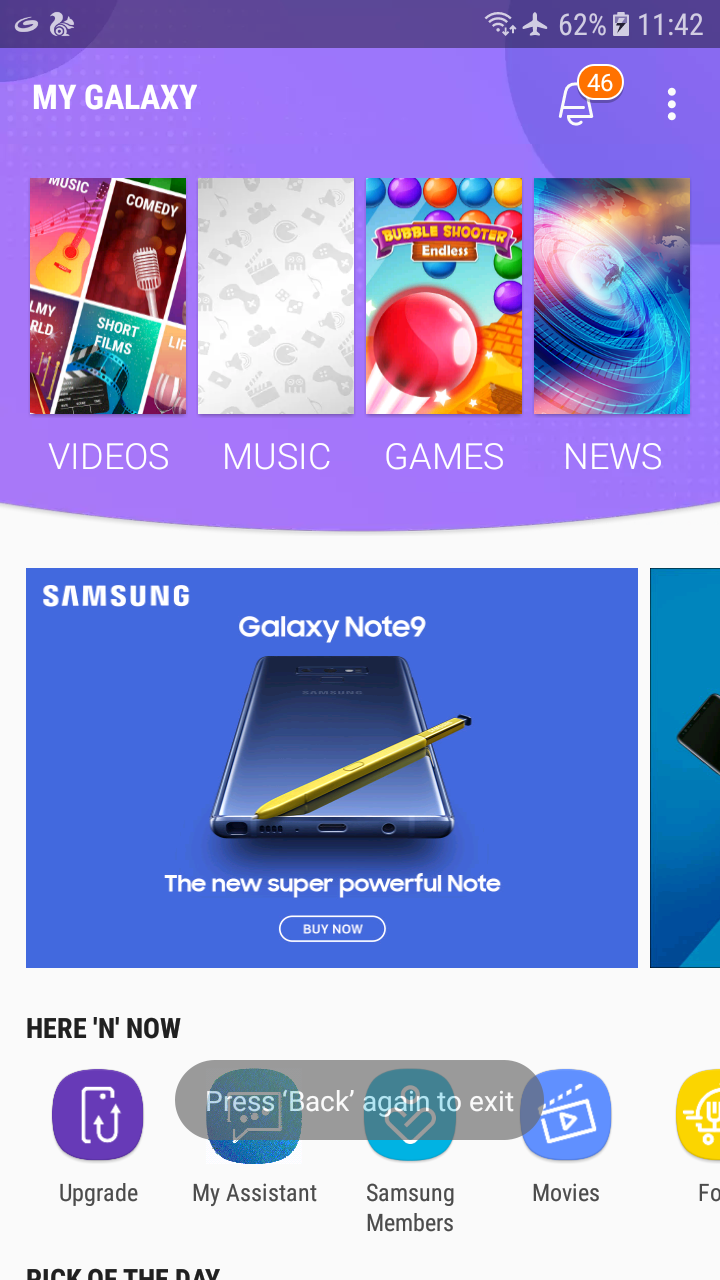 62% 11:42
MY GALAXY
46
MUSIC
COMEDY
LMY
RLD
SHORT
FILMS
LIF
BUBBLE SHOOTER
Endless
VIDEOS
MUSIC
GAMES
NEWS
SAMSUNG
Galaxy Note9
SAMSUNG
The new super powerful Note
BUY NOW
HERE 'N' NOW
Press ‘Back’ again to exit
Upgrade
My Assistant
Samsung
Members
Movies
Fo
PICK OF THE DAY